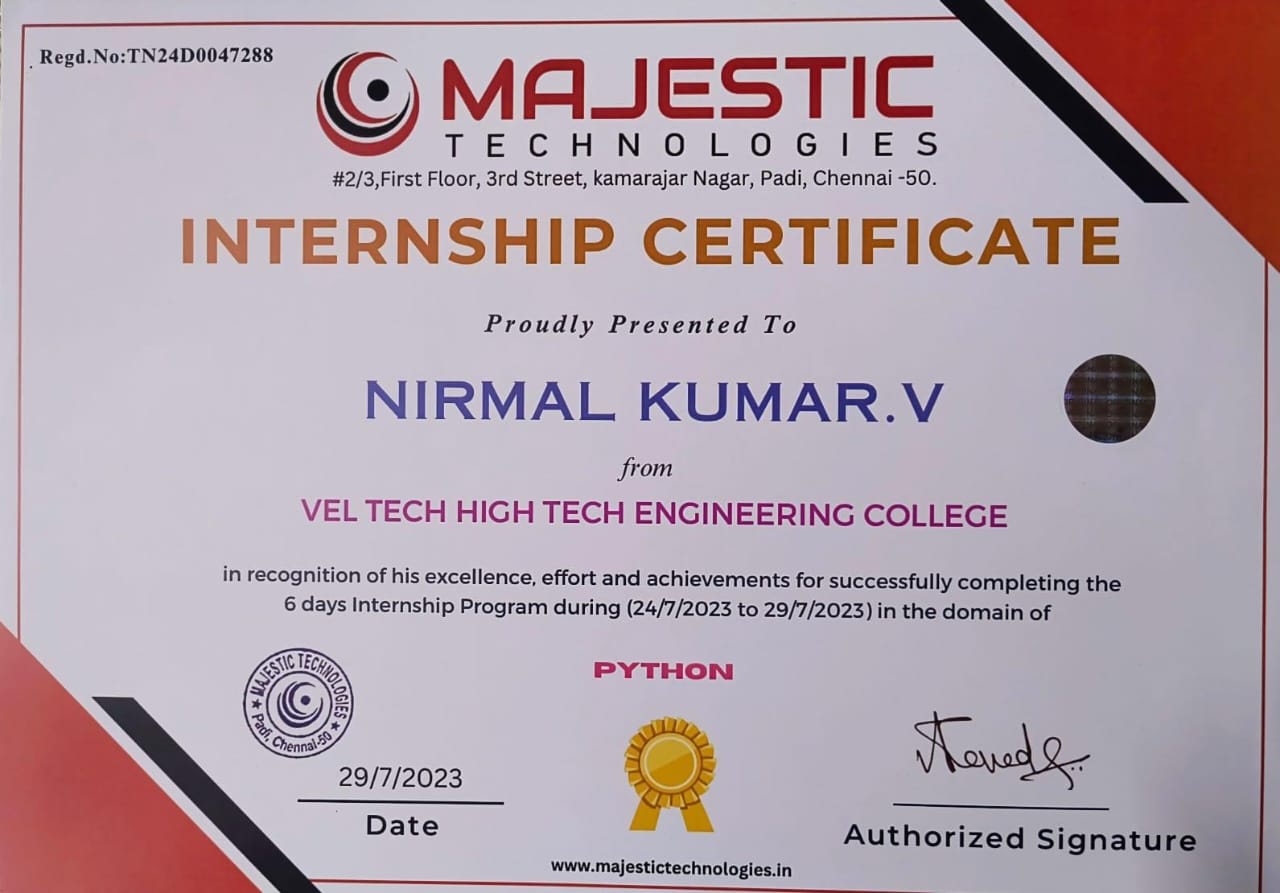 Regd.No:TN24D0047288
MAJESTIC
TECHNOLOGIES
#2/3,First Floor, 3rd Street, kamarajar Nagar, Padi, Chennai -50.
INTERNSHIP CERTIFICATE
Proudly Presented To
NIRMAL KUMAR.V
from
VEL TECH HIGH TECH ENGINEERING COLLEGE
in recognition of his excellence, effort and achievements for successfully completing the
6 days Internship Program during (24/7/2023 to 29/7/2023) in the domain of
PYTHON
★ MAJESTIC TECHNOLOGIES ★
Padi, Chennai-50
29/7/2023
Date
Authorized Signature
www.majestictechnologies.in